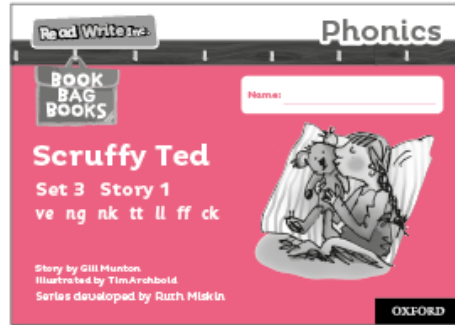 Read Write Inc.
Phonics
BOOK
BAG
BOOKS
Name:
Scruffy Ted
Set 3 Story 1
ve ng nk tt ll ff ck
Story by Gill Munton
Illustrated by Tim Archbold
Series developed by Ruth Miskin
OXFORD